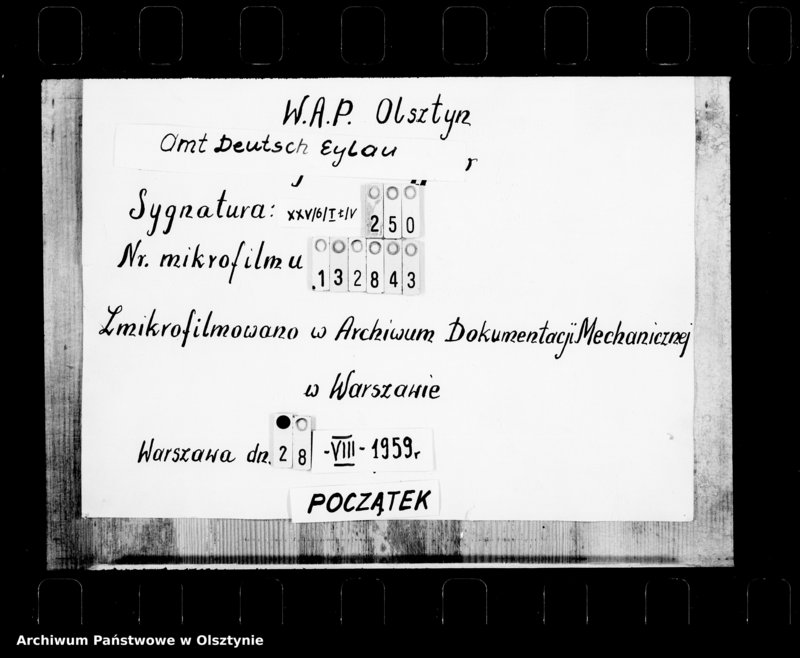 W.A.P. Olsztyn
Amt Deutsch Eylau
Sygnatura: XXV/6/I 250
Nr. mikrofilmu 132843
Zmikrofilmowano w Archiwum Dokumentacji Mechanicznej
w Warszawie
Warszawa dn. 28 -VIII- 1959r
POCZĄTEK
Archiwum Państwowe w Olsztynie